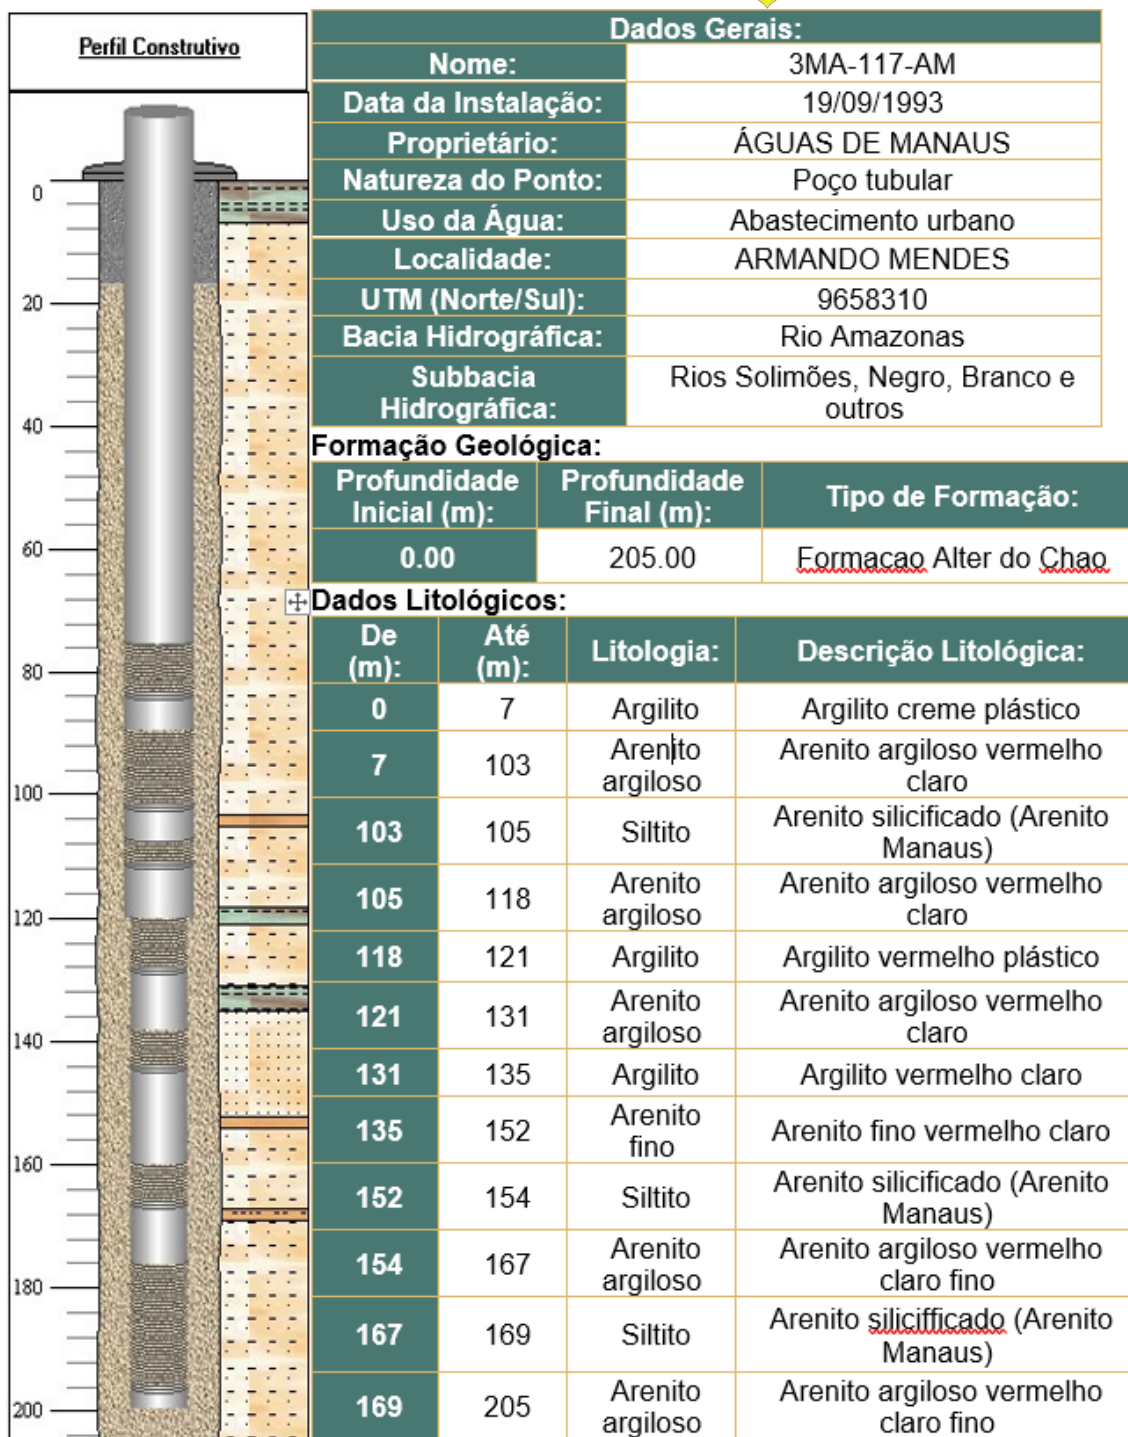 Perfil Construtivo
0
20
40
60
80
100
120
140
160
180
200
Dados Gerais:
Nome: 3MA-117-AM
Data da Instalação: 19/09/1993
Proprietário: ÁGUAS DE MANAUS
Natureza do Ponto: Poço tubular
Uso da Água: Abastecimento urbano
Localidade: ARMANDO MENDES
UTM (Norte/Sul): 9658310
Bacia Hidrográfica: Rio Amazonas
Subbacia
Hidrográfica:
Rios Solimões, Negro, Branco e
outros
Formação Geológica:
Profundidade
Inicial (m):
Profundidade
Final (m):
Tipo de Formação:
0.00 205.00 Formacao Alter do Chao
Dados Litológicos:
De
(m):
Até
(m):
Litologia:
Descrição Litológica:
0 7 Argilito Argilito creme plástico
7 103
Arenito
argiloso
Arenito argiloso vermelho
claro
103 105 Siltito
Arenito silicificado (Arenito
Manaus)
105 118
Arenito
argiloso
Arenito argiloso vermelho
claro
118 121 Argilito Argilito vermelho plástico
121 131
Arenito
argiloso
Arenito argiloso vermelho
claro
131 135 Argilito Argilito vermelho claro
135 152
Arenito
fino
Arenito fino vermelho claro
152 154 Siltito
Arenito silicificado (Arenito
Manaus)
154 167
Arenito
argiloso
Arenito argiloso vermelho
claro fino
167 169 Siltito
Arenito silicifficado (Arenito
Manaus)
169 205
Arenito
argiloso
Arenito argiloso vermelho
claro fino